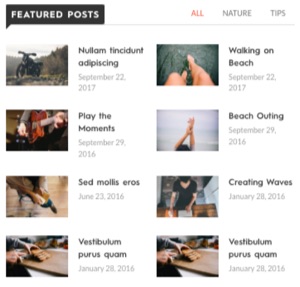 FEATURED POSTS
ALL NATURE TIPS
Nullam tincidunt
adipiscing
September 22,
2017
Walking on
Beach
September 22,
2017
Play the
Moments
September 29,
2016
Beach Outing
September 29,
2016
Sed mollis eros
June 23, 2016
Creating Waves
January 28, 2016
Vestibulum
purus quam
January 28, 2016
Vestibulum
purus quam
January 28, 2016